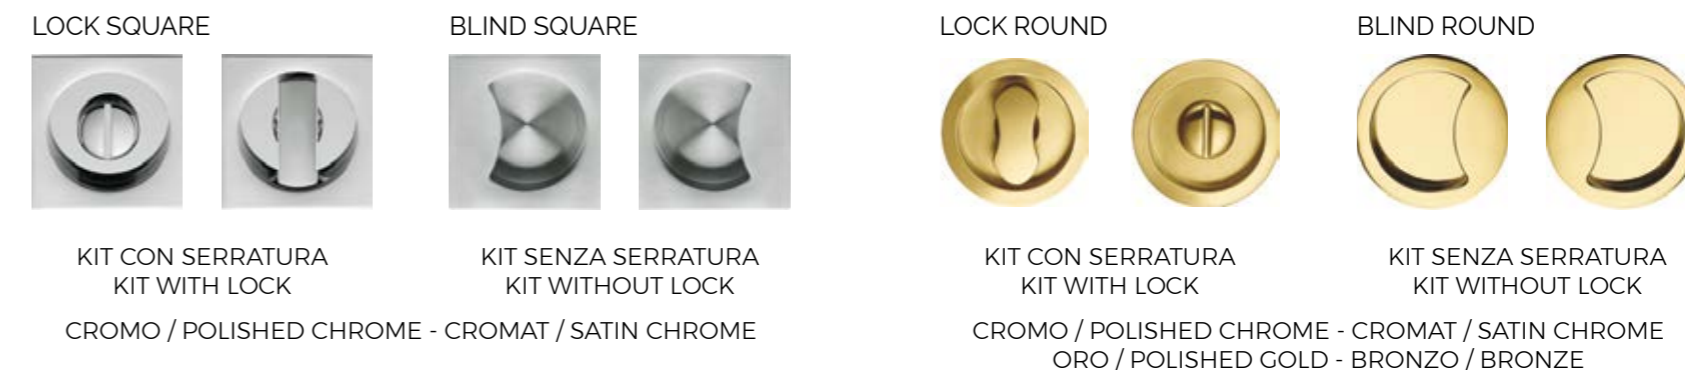 LOCK SQUARE
BLIND SQUARE
KIT CON SERRATURA
KIT WITH LOCK
KIT SENZA SERRATURA
KIT WITHOUT LOCK
CROMO / POLISHED CHROME - CROMAT / SATIN CHROME
LOCK ROUND
BLIND ROUND
KIT CON SERRATURA
KIT WITH LOCK
KIT SENZA SERRATURA
KIT WITHOUT LOCK
CROMO / POLISHED CHROME - CROMAT / SATIN CHROME
ORO / POLISHED GOLD - BRONZO / BRONZE